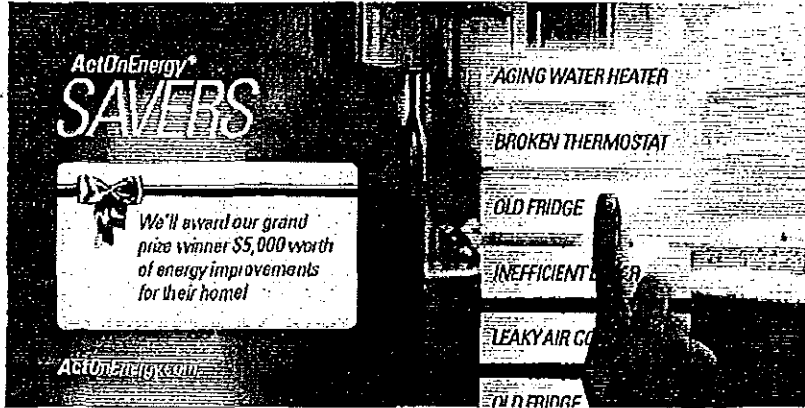 ActOnEnergy®
SAVERS
We'll award our grand
prize winner $5,000 worth
of energy improvements
for their home!
ActOnEnergy.com
AGING WATER HEATER
BROKEN THERMOSTAT
OLD FRIDGE
INEFFICIENT
LEAKY AIR CO
OLD FRIDGE